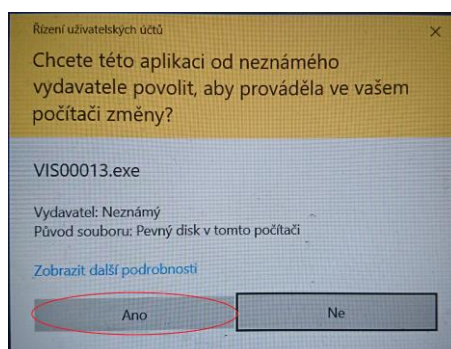 Řízení uživatelských účtů
Chcete této aplikaci od neznámého
vydavatele povolit, aby prováděla ve vašem
počítači změny?
VIS00013.exe
Vydavatel: Neznámý
Původ souboru: Pevný disk v tomto počítači
Zobrazit další podrobnosti
Ano
Ne